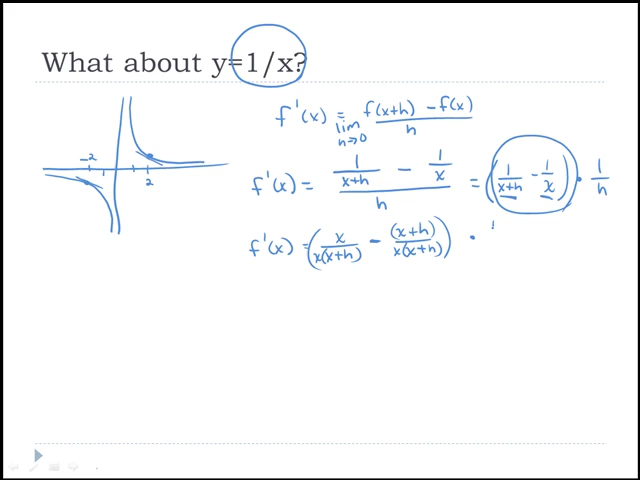 What about y=1/x?
f'(x) = lim h→0 f(x+h) - f(x) / h
-2 2
f'(x) = 1/(x+h) - 1/x / h = (1/(x+h) - 1/x) · 1/h
f'(x) = (x/x(x+h) - (x+h)/x(x+h)) ·